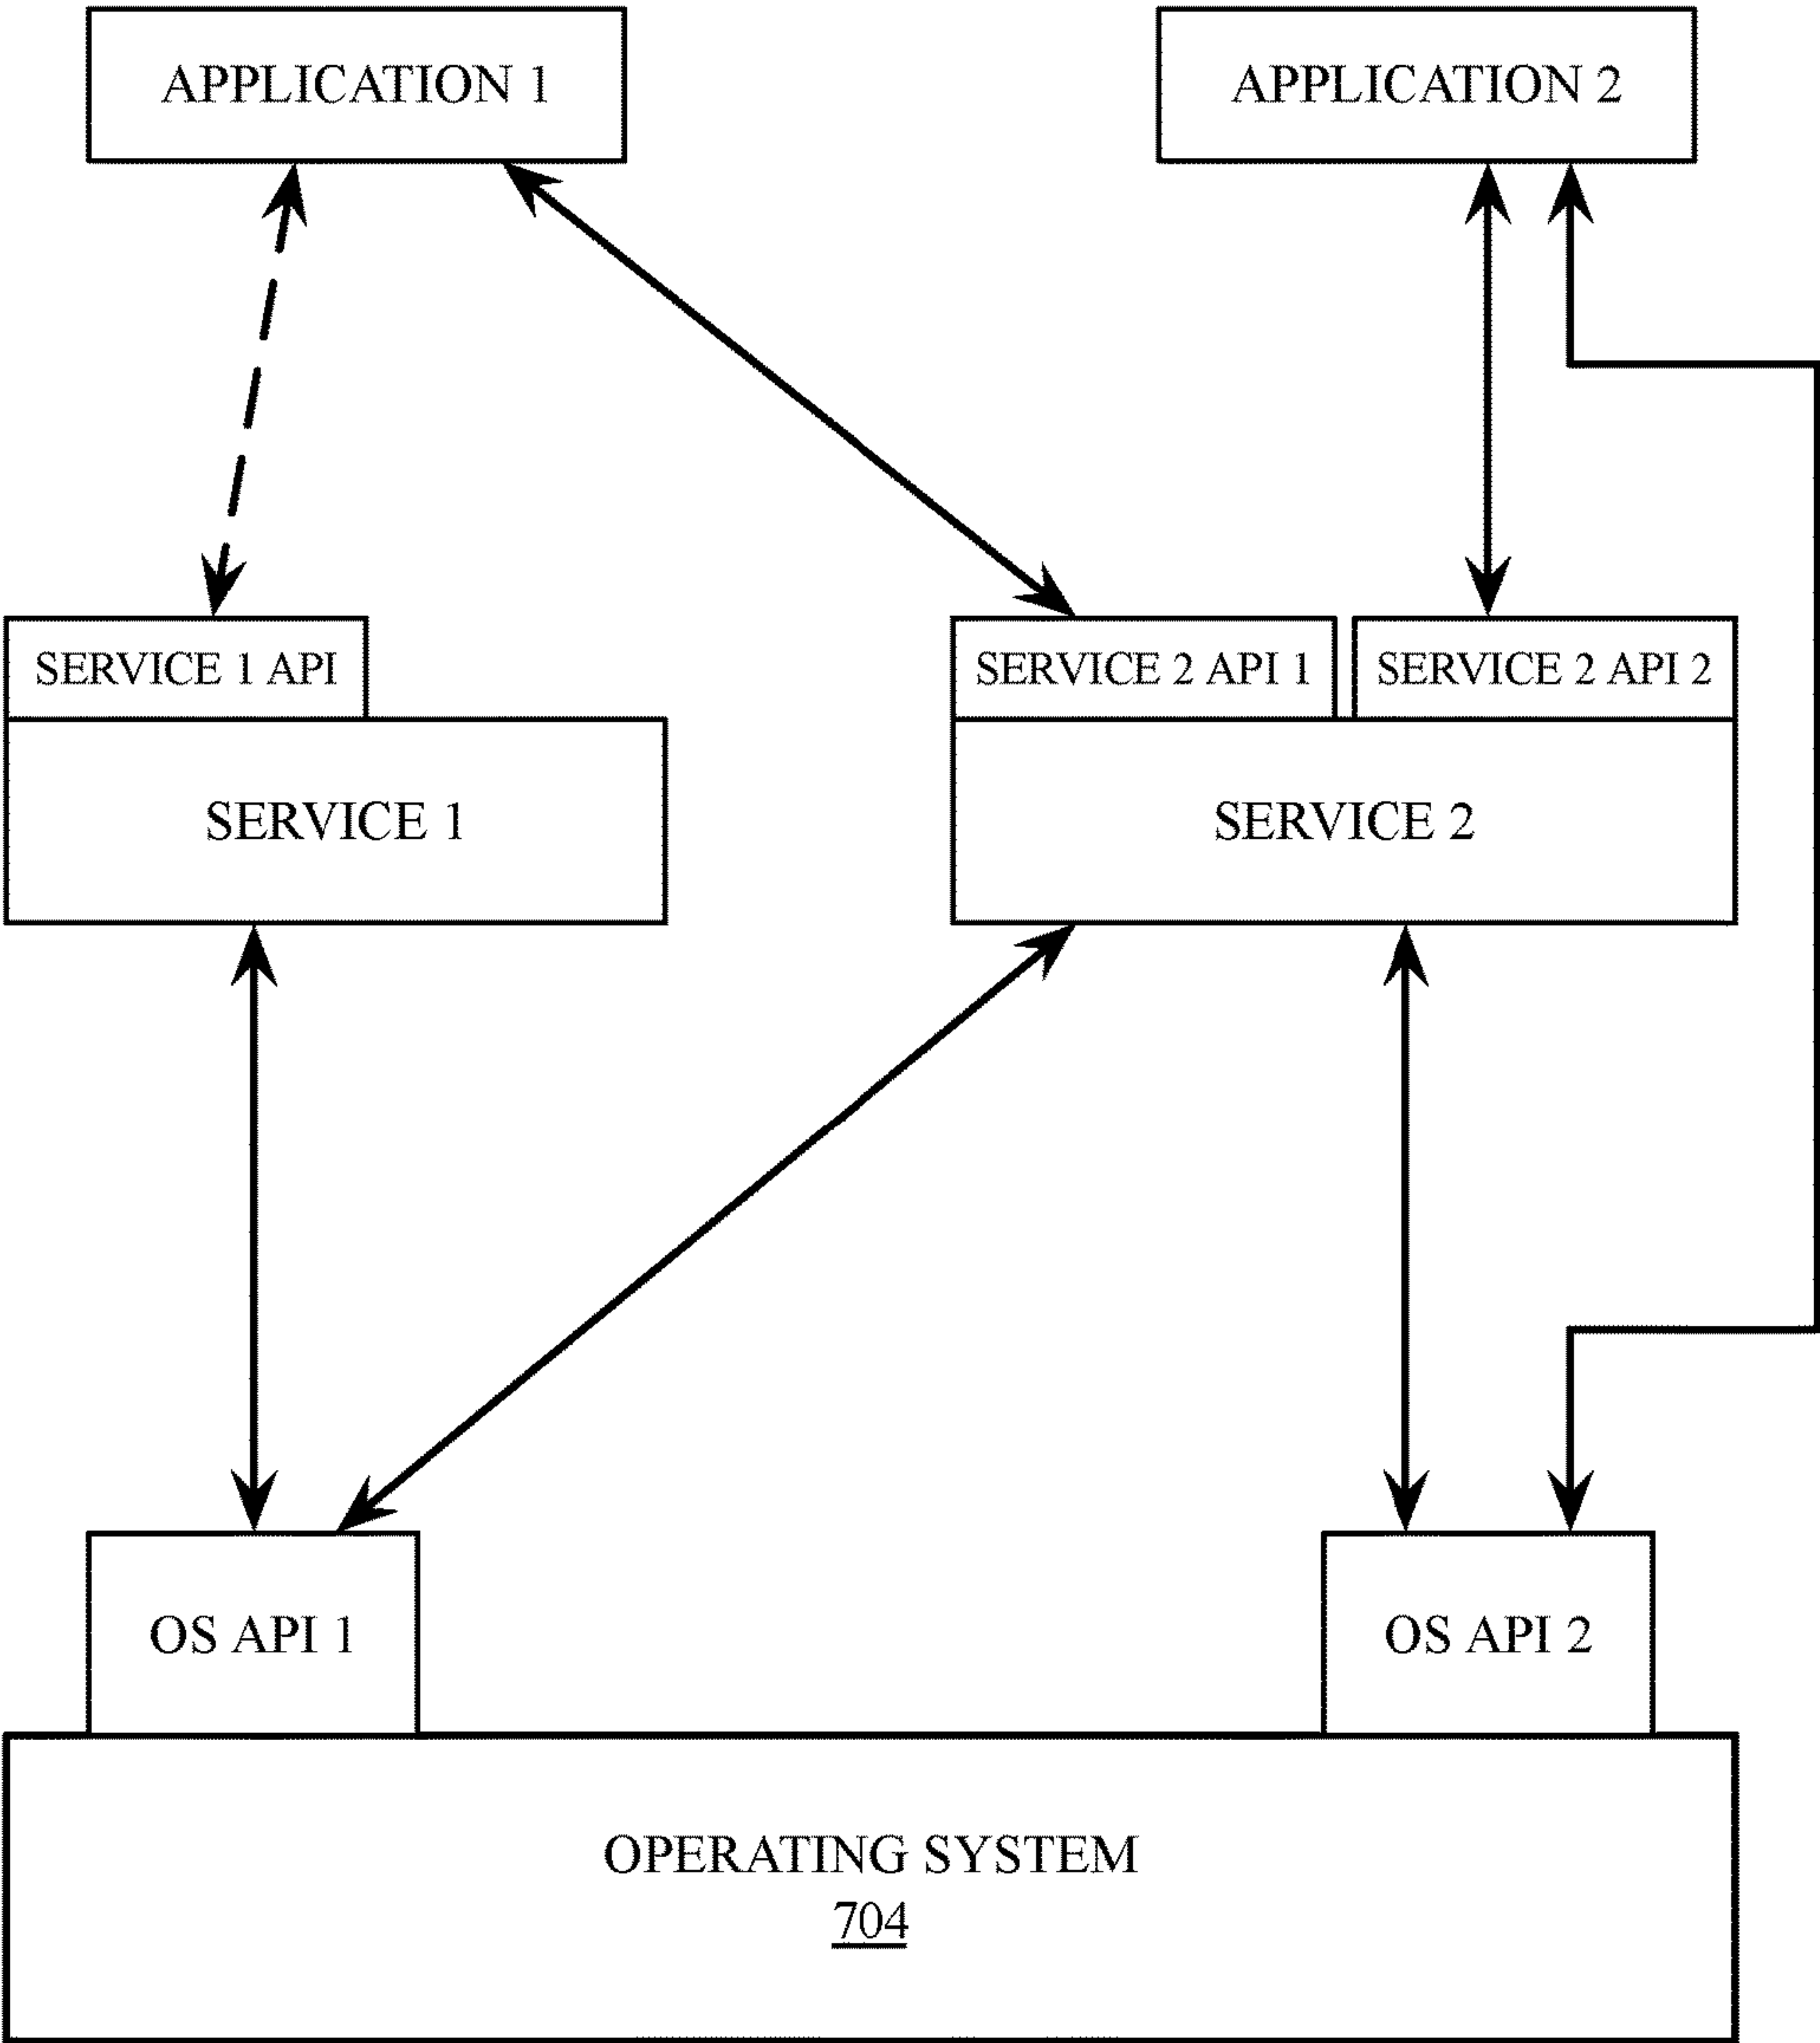 APPLICATION 1
APPLICATION 2
SERVICE 1 API
SERVICE 2 API 1
SERVICE 2 API 2
SERVICE 1
SERVICE 2
OS API 1
OS API 2
OPERATING SYSTEM
704